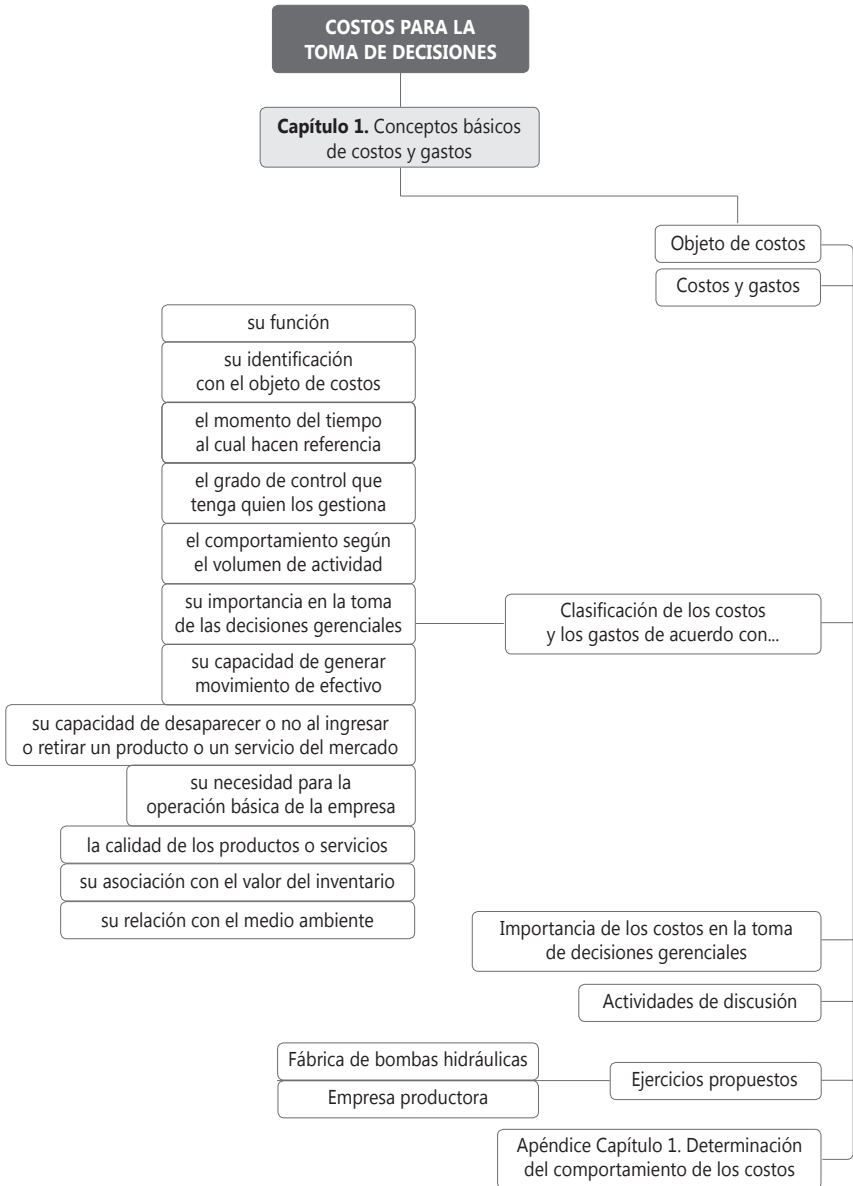 COSTOS PARA LA
TOMA DE DECISIONES
Capítulo 1. Conceptos básicos
de costos y gastos
Objeto de costos
Costos y gastos
su función
su identificación
con el objeto de costos
el momento del tiempo
al cual hacen referencia
el grado de control que
tenga quien los gestiona
el comportamiento según
el volumen de actividad
su importancia en la toma
de las decisiones gerenciales
su capacidad de generar
movimiento de efectivo
su capacidad de desaparecer o no al ingresar
o retirar un producto o un servicio del mercado
su necesidad para la
operación básica de la empresa
la calidad de los productos o servicios
su asociación con el valor del inventario
su relación con el medio ambiente
Clasificación de los costos
y los gastos de acuerdo con...
Importancia de los costos en la toma
de decisiones gerenciales
Actividades de discusión
Fábrica de bombas hidráulicas
Empresa productora
Ejercicios propuestos
Apéndice Capítulo 1. Determinación
del comportamiento de los costos